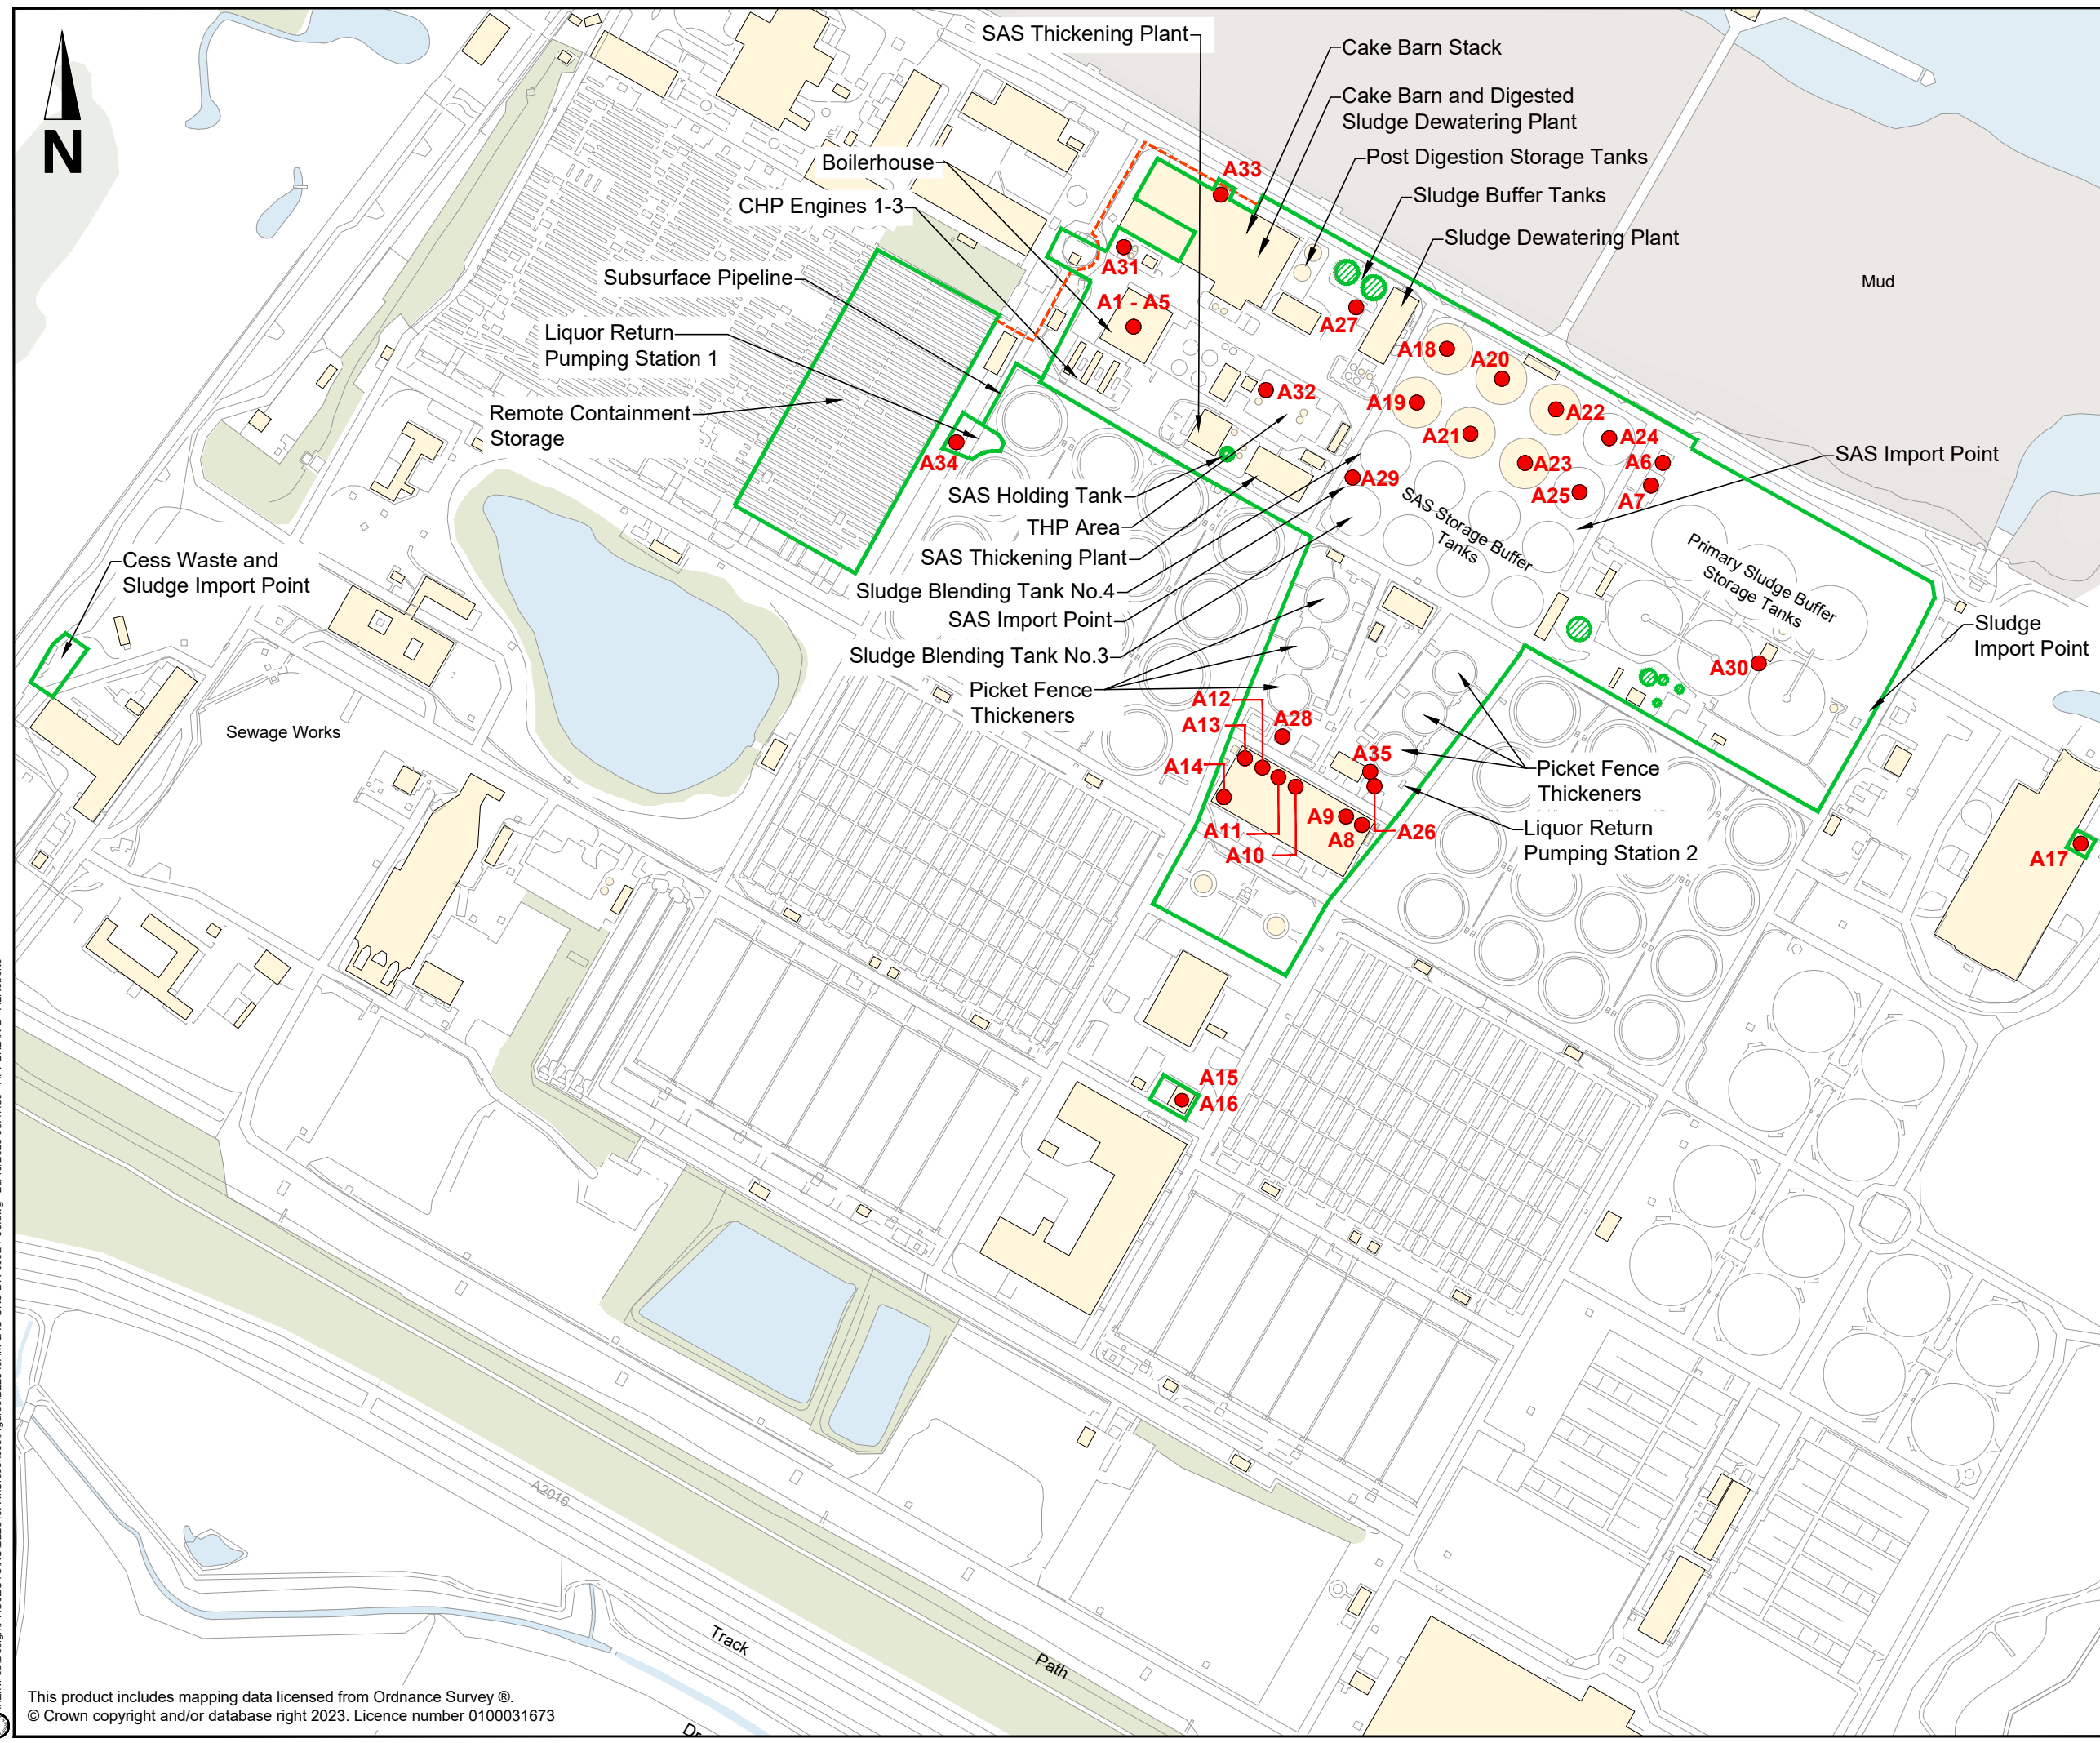 SAS Thickening Plant
Cake Barn Stack
Cake Barn and Digested
Sludge Dewatering Plant
Post Digestion Storage Tanks
Sludge Buffer Tanks
Sludge Dewatering Plant
N
Boilerhouse
CHP Engines 1-3
Subsurface Pipeline
Liquor Return
Pumping Station 1
Remote Containment
Storage
A33
A31
A1 - A5
A27
A18
A20
A32
A19
A22
A21
A24
A34
A23
A6
A29
A25
A7
Mud
SAS Import Point
SAS Holding Tank
THP Area
SAS Thickening Plant
Sludge Blending Tank No.4
SAS Import Point
Sludge Blending Tank No.3
Picket Fence
Thickeners
SAS Storage Buffer
Tanks
Primary Sludge Buffer
Storage Tanks
Cess Waste and
Sludge Import Point
Sludge
Import Point
Sewage Works
A30
A12
A13
A28
A14
A35
A11
A10
A9
A8
A26
Picket Fence
Thickeners
Liquor Return
Pumping Station 2
A17
A15
A16
A2016
Track
Path
This product includes mapping data licensed from Ordnance Survey ®.
© Crown copyright and/or database right 2023. Licence number 0100031673